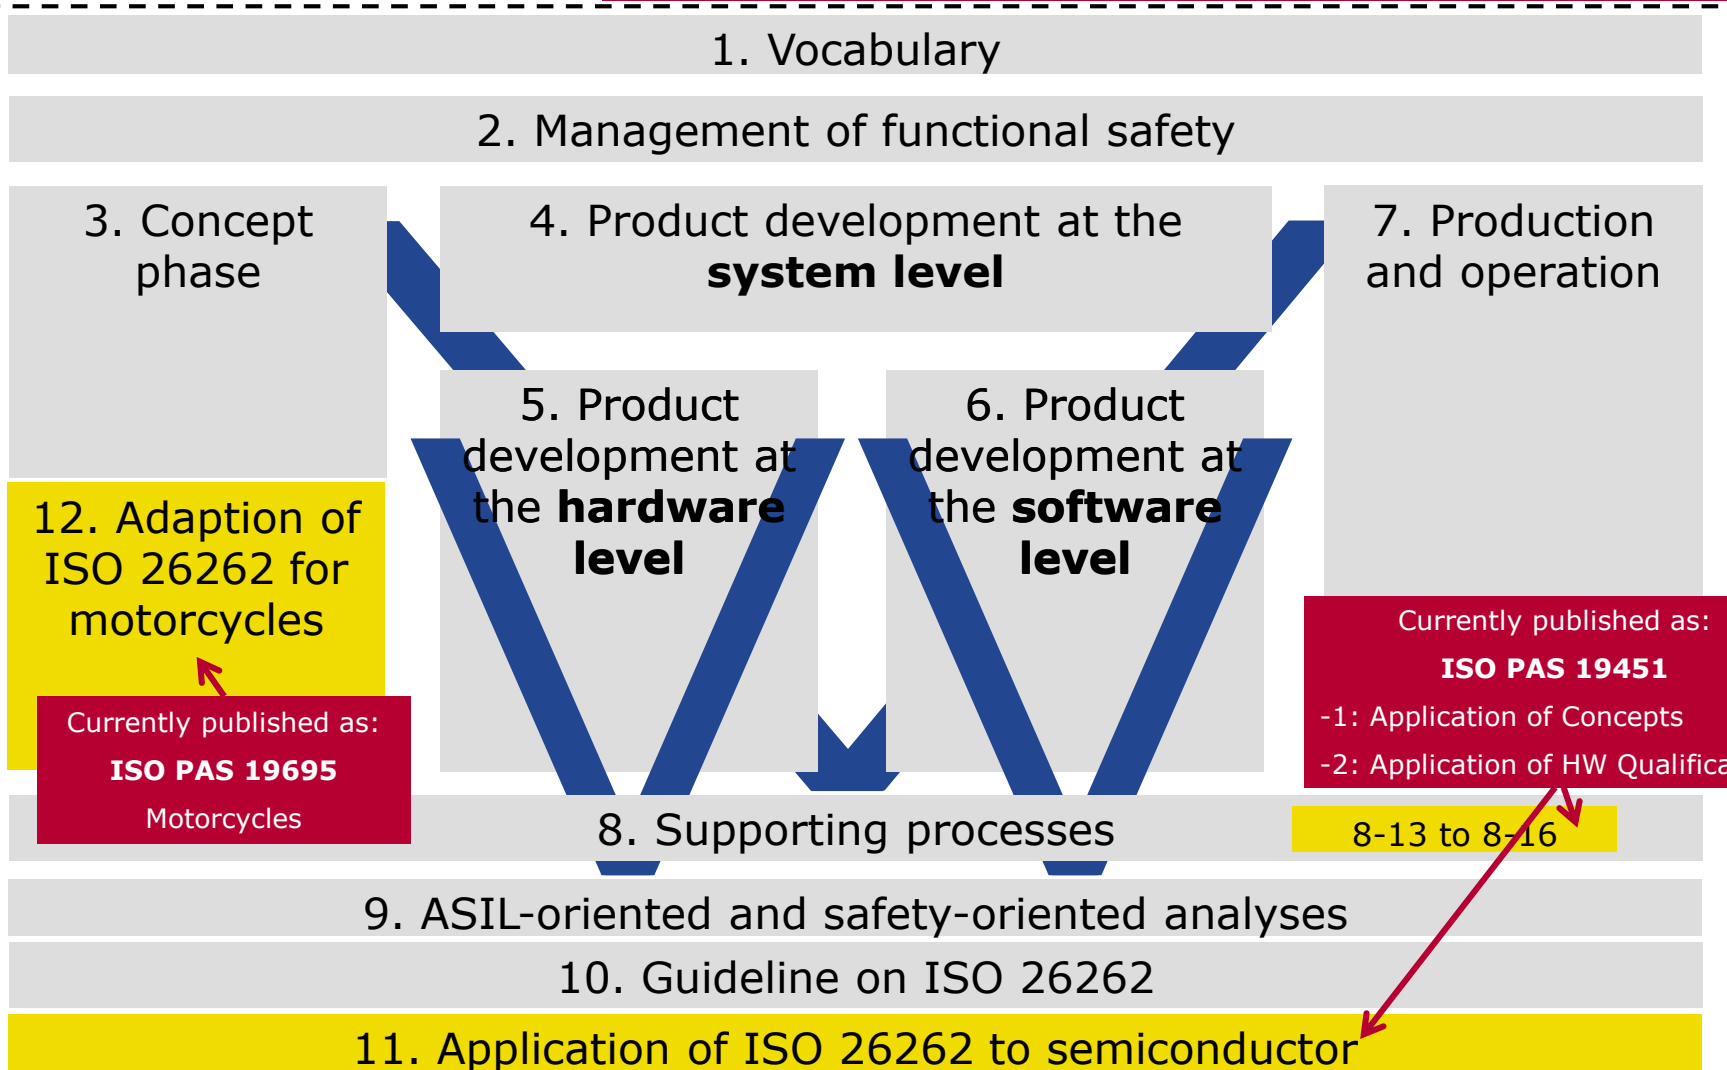 1. Vocabulary
2. Management of functional safety
3. Concept
phase
4. Product development at the
system level
7. Production
and operation
5. Product
development at
the hardware
level
6. Product
development at
the software
level
12. Adaption of
ISO 26262 for
motorcycles
Currently published as:
ISO PAS 19695
Motorcycles
Currently published as:
ISO PAS 19451
-1: Application of Concepts
-2: Application of HW Qualifica
8. Supporting processes
8-13 to 8-16
9. ASIL-oriented and safety-oriented analyses
10. Guideline on ISO 26262
11. Application of ISO 26262 to semiconductor